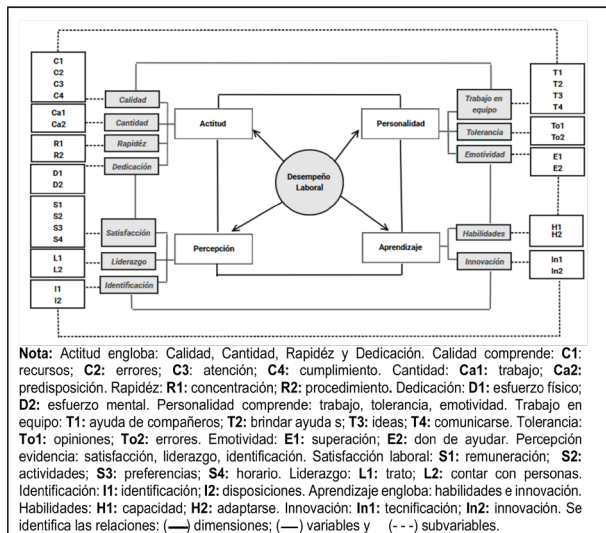 C1
C2
C3
C4
Ca1
Ca2
R1
R2
D1
D2
S1
S2
S3
S4
L1
L2
I1
I2
Calidad
Cantidad
Rapidéz
Dedicación
Satisfacción
Liderazgo
Identificación
Actitud
Percepción
Desempeño
Laboral
Personalidad
Aprendizaje
Trabajo en
equipo
Tolerancia
Emotividad
Habilidades
Innovación
T1
T2
T3
T4
To1
To2
E1
E2
H1
H2
In1
In2
Nota: Actitud engloba: Calidad, Cantidad, Rapidéz y Dedicación. Calidad comprende: C1:
recursos; C2: errores; C3: atención; C4: cumplimiento. Cantidad: Ca1: trabajo; Ca2:
predisposición. Rapidéz: R1: concentración; R2: procedimiento. Dedicación: D1: esfuerzo físico;
D2: esfuerzo mental. Personalidad comprende: trabajo, tolerancia, emotividad. Trabajo en
equipo: T1: ayuda de compañeros; T2: brindar ayuda s; T3: ideas; T4: comunicarse. Tolerancia:
To1: opiniones; To2: errores. Emotividad: E1: superación; E2: don de ayudar. Percepción
evidencia: satisfacción, liderazgo, identificación. Satisfacción laboral: S1: remuneración; S2:
actividades; S3: preferencias; S4: horario. Liderazgo: L1: trato; L2: contar con personas.
Identificación: I1: identificación; I2: disposiciones. Aprendizaje engloba: habilidades e innovación.
Habilidades: H1: capacidad; H2: adaptarse. Innovación: In1: tecnificación; In2: innovación. Se
identifica las relaciones: (—) dimensiones; (—) variables y (- - -) subvariables.